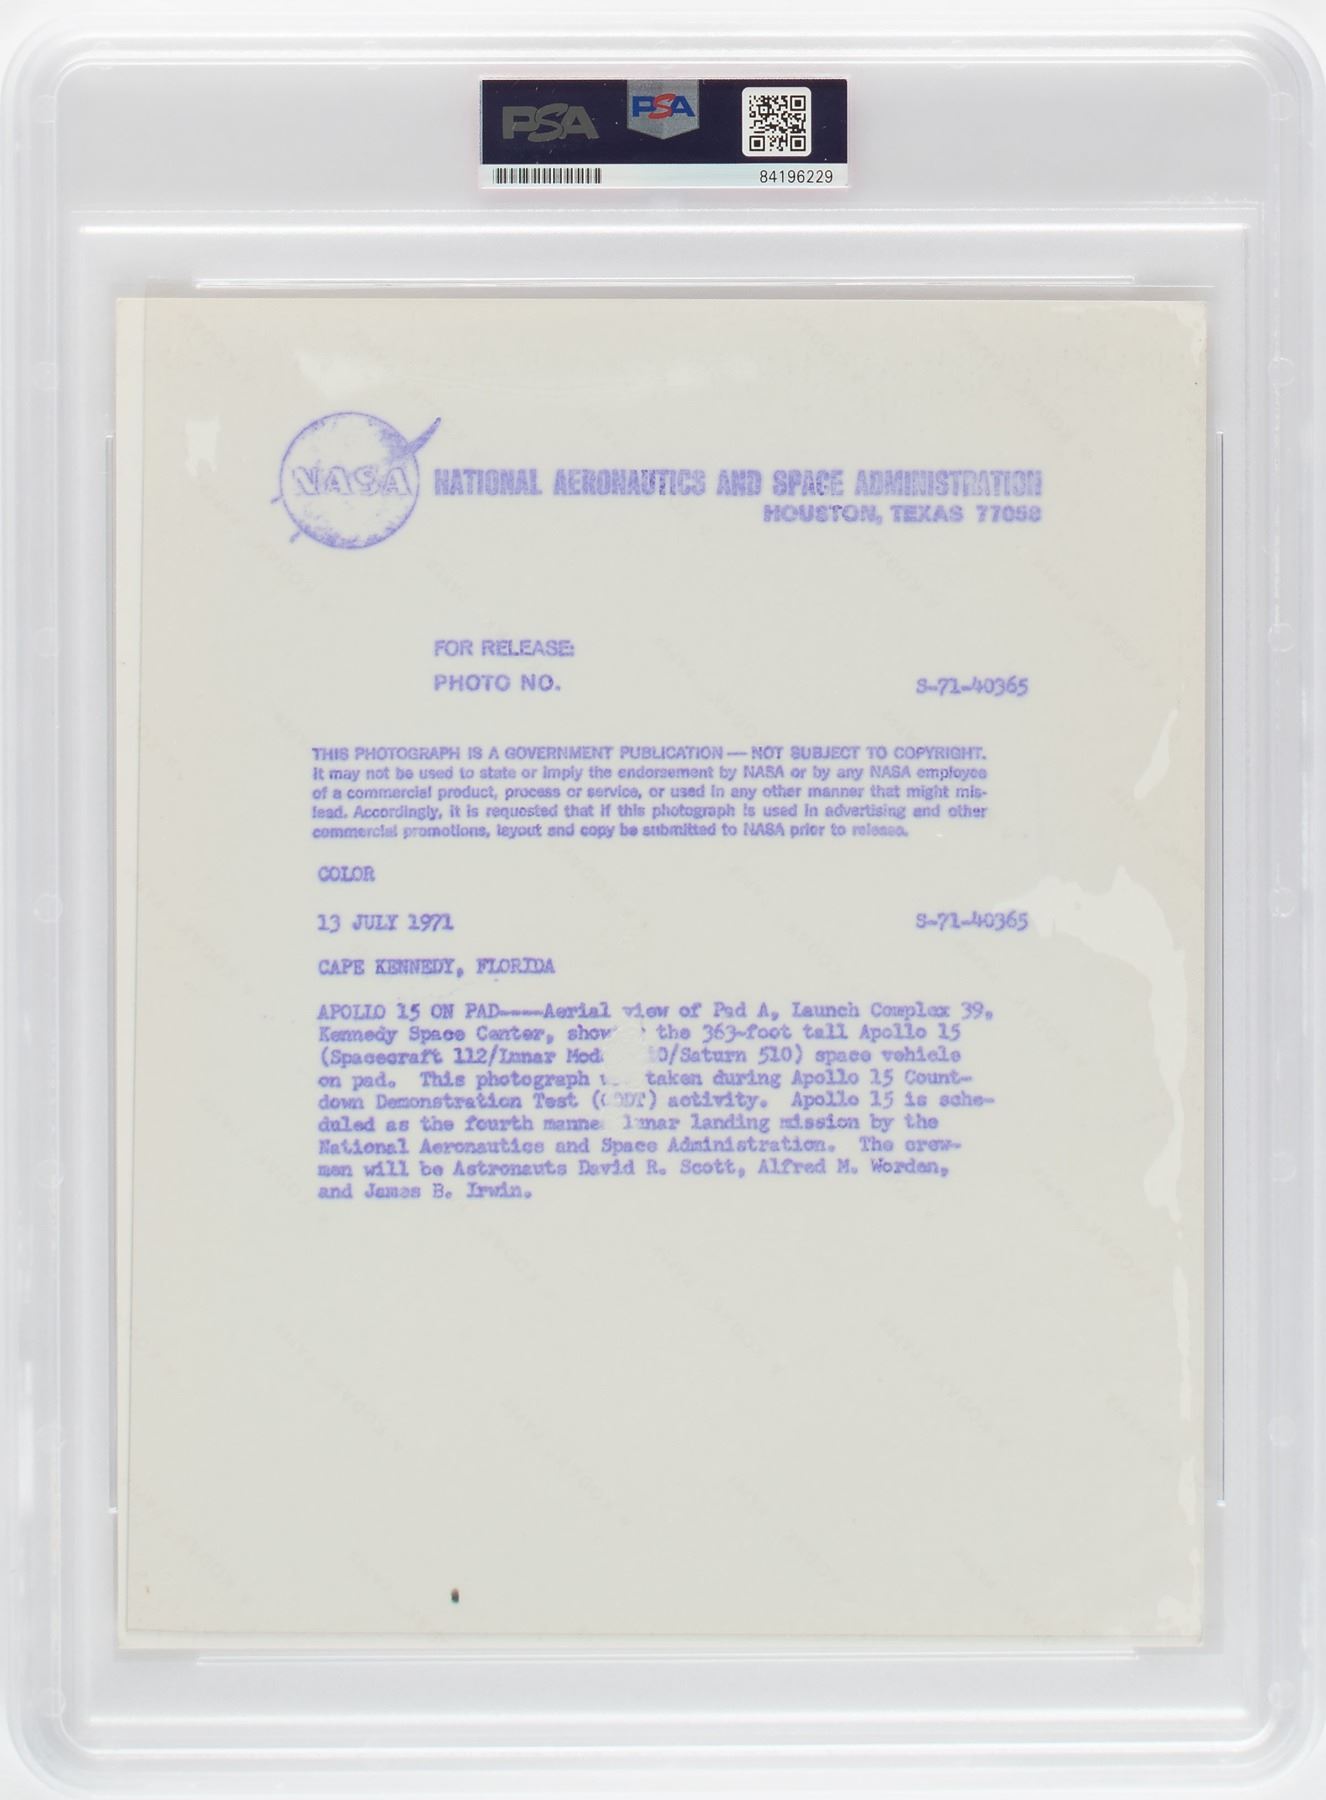 PSA PSA
84196229
NASA
NATIONAL AERONAUTICS AND SPACE ADMINISTRATION
HOUSTON, TEXAS 77058
FOR RELEASE:
PHOTO NO. S-71-40365
THIS PHOTOGRAPH IS A GOVERNMENT PUBLICATION — NOT SUBJECT TO COPYRIGHT.
It may not be used to state or imply the endorsement by NASA or by any NASA employee
of a commercial product, process or service, or used in any other manner that might mis-
lead. Accordingly, it is requested that if this photograph is used in advertising and other
commercial promotions, layout and copy be submitted to NASA prior to release.
COLOR
13 JULY 1971 S-71-40365
CAPE KENNEDY, FLORIDA
APOLLO 15 ON PAD----Aerial view of Pad A, Launch Complex 39,
Kennedy Space Center, show the 363-foot tall Apollo 15
(Spacecraft 112/Lunar Mod 0/Saturn 510) space vehicle
on pad. This photograph taken during Apollo 15 Count-
down Demonstration Test (CDDT) activity. Apollo 15 is sche-
duled as the fourth manne lunar landing mission by the
National Aeronautics and Space Administration. The crew-
men will be Astronauts David R. Scott, Alfred M. Worden,
and James B. Irwin.